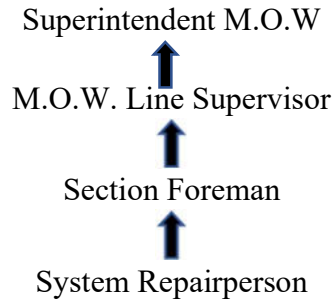 Superintendent M.O.W
M.O.W. Line Supervisor
Section Foreman
System Repairperson